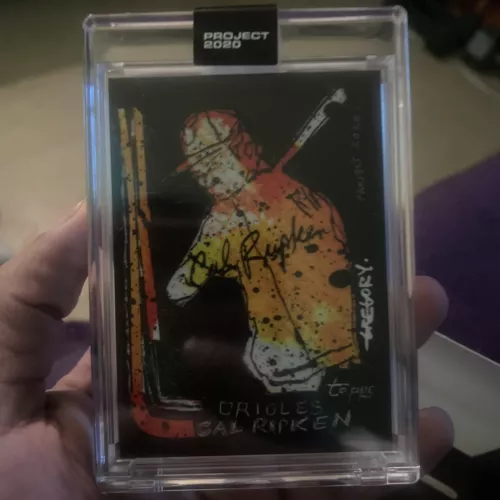 PROJECT
2020
Cal Ripken
GREGORY.
topps
ORIOLES
CAL RIPKEN